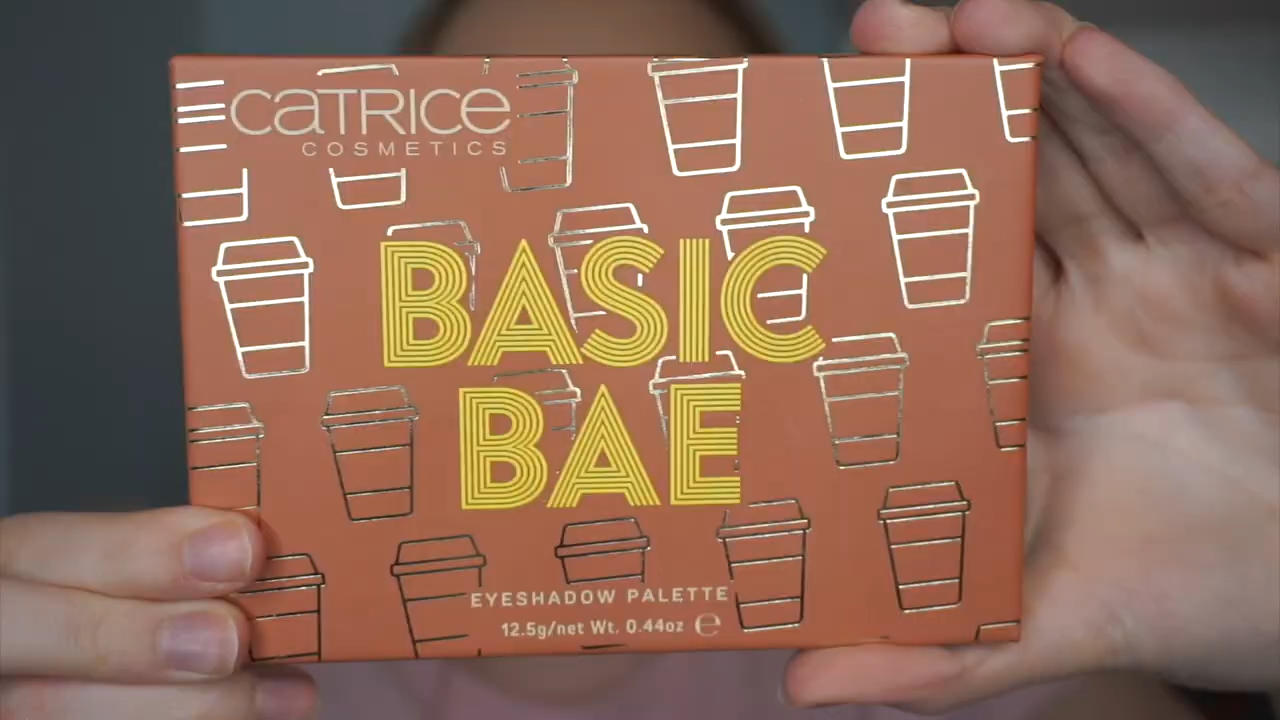 CATRICE
COSMETICS
BASIC
BAE
EYESHADOW PALETTE
12.5g/net Wt. 0.44oz ℮